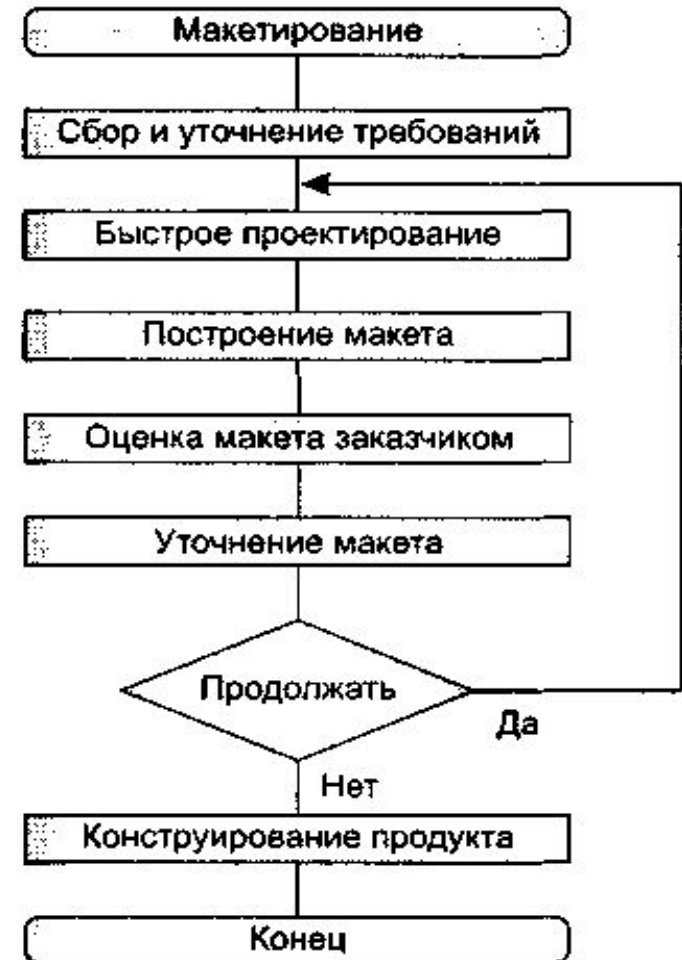 Макетирование
Сбор и уточнение требований
Быстрое проектирование
Построение макета
Оценка макета заказчиком
Уточнение макета
Продолжать
Да
Нет
Конструирование продукта
Конец